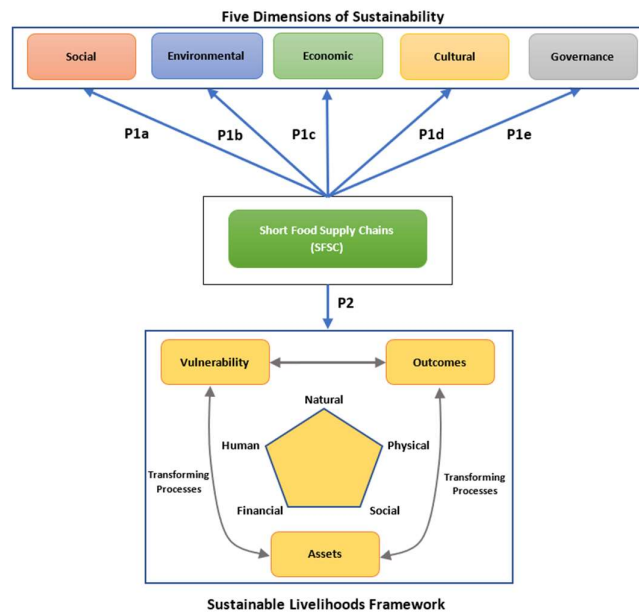 Five Dimensions of Sustainability
Social
Environmental
Economic
Cultural
Governance
P1a
P1b
P1c
P1d
P1e
Short Food Supply Chains
(SFSC)
P2
Vulnerability
Outcomes
Natural
Human
Physical
Transforming
Processes
Transforming
Processes
Financial
Social
Assets
Sustainable Livelihoods Framework